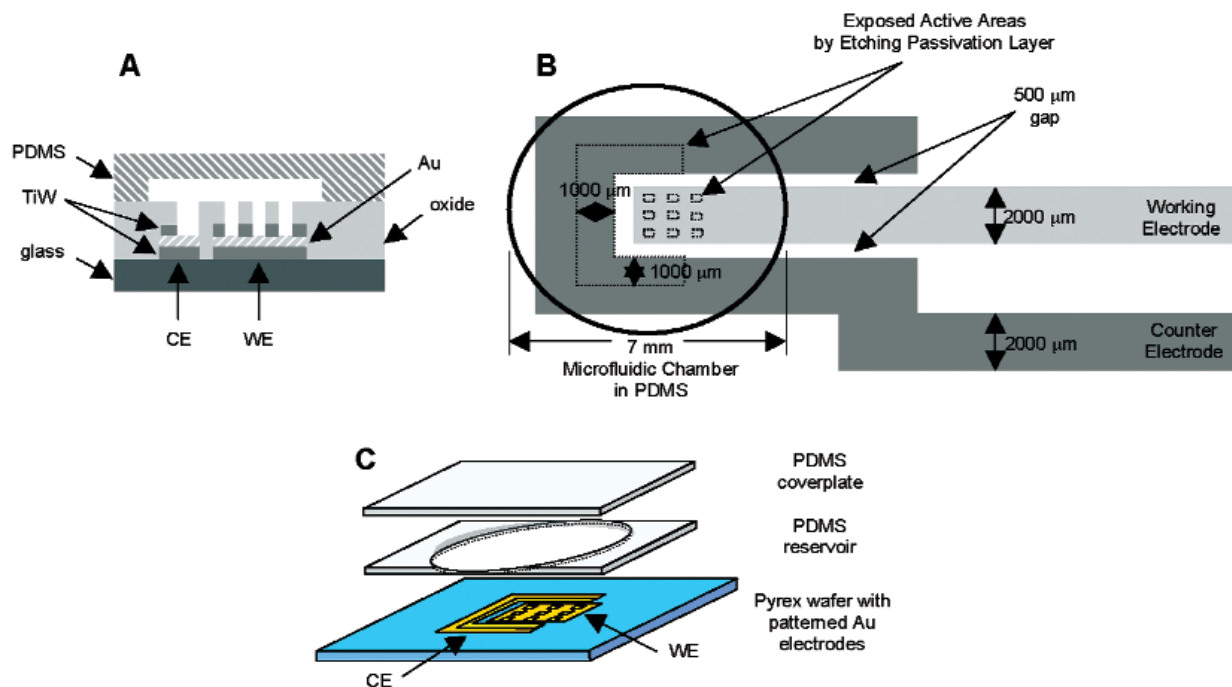 A
PDMS
TiW
glass
Au
oxide
CE
WE
Exposed Active Areas
by Etching Passivation Layer
B
500 μm
gap
1000 μm
1000 μm
2000 μm
Working
Electrode
2000 μm
Counter
Electrode
7 mm
Microfluidic Chamber
in PDMS
C
PDMS
coverplate
PDMS
reservoir
Pyrex wafer with
patterned Au
electrodes
CE
WE